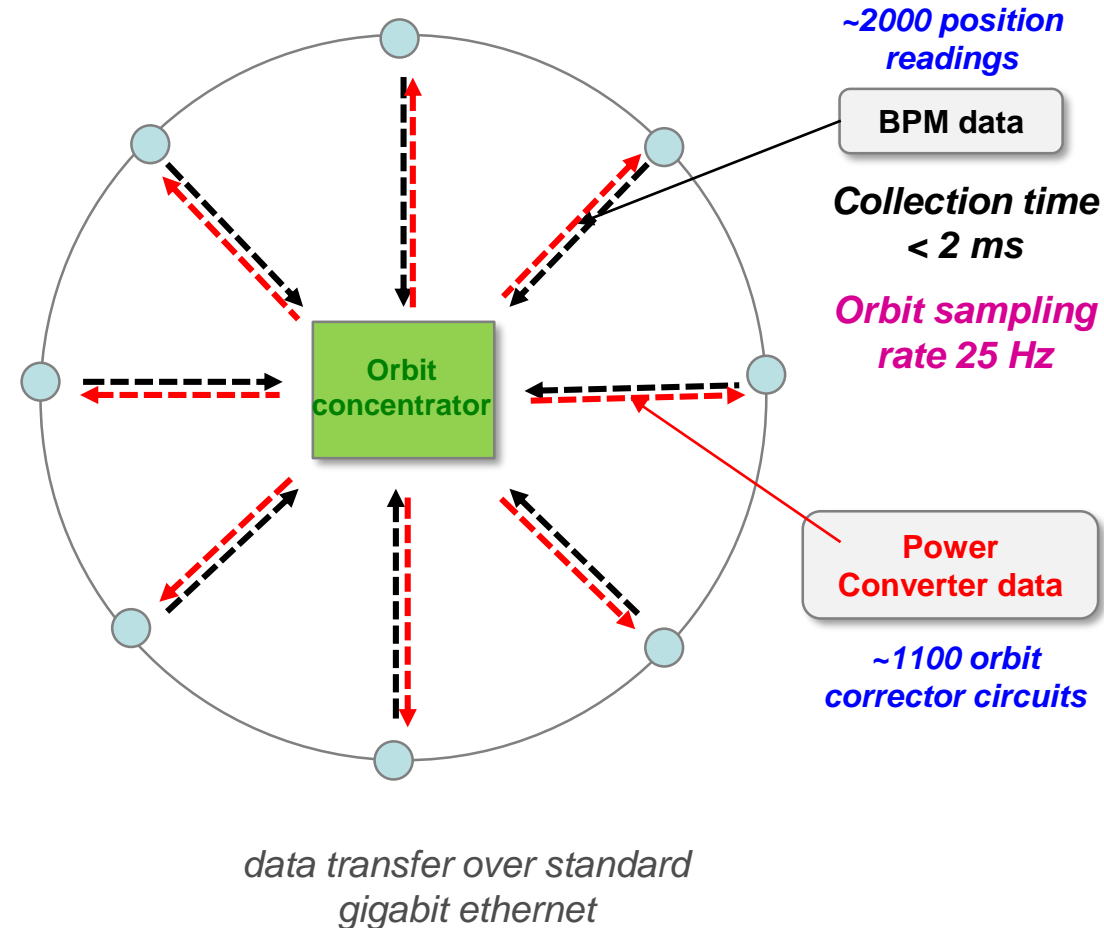 ~2000 position
readings
BPM data
Collection time
< 2 ms
Orbit sampling
rate 25 Hz
Orbit
concentrator
Power
Converter data
~1100 orbit
corrector circuits
data transfer over standard
gigabit ethernet